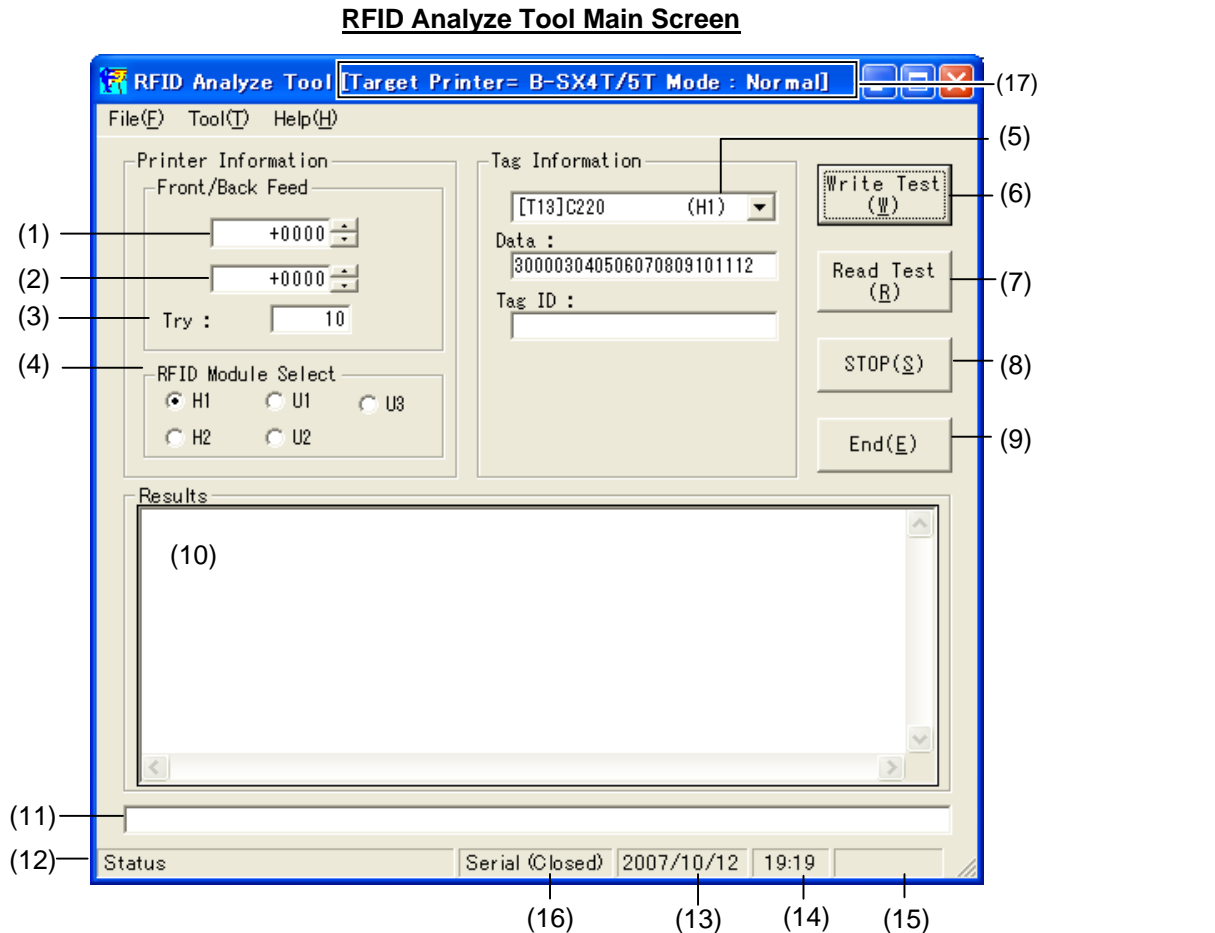 RFID Analyze Tool Main Screen
RFID Analyze Tool [Target Printer= B-SX4T/5T Mode : Normal]
(17)
File(F) Tool(T) Help(H)
(5)
Printer Information
Tag Information
Front/Back Feed
Write Test
(W)
(6)
[T13]C220 (H1)
(1)
+0000
Data :
300003040506070809101112
(2)
+0000
Read Test
(R)
(7)
Tag ID :
(3)
Try : 10
(4)
RFID Module Select
STOP(S)
(8)
H1 U1 U3
H2 U2
End(E)
(9)
Results
(10)
(11)
(12)
Status Serial (Closed) 2007/10/12 19:19
(16) (13) (14) (15)